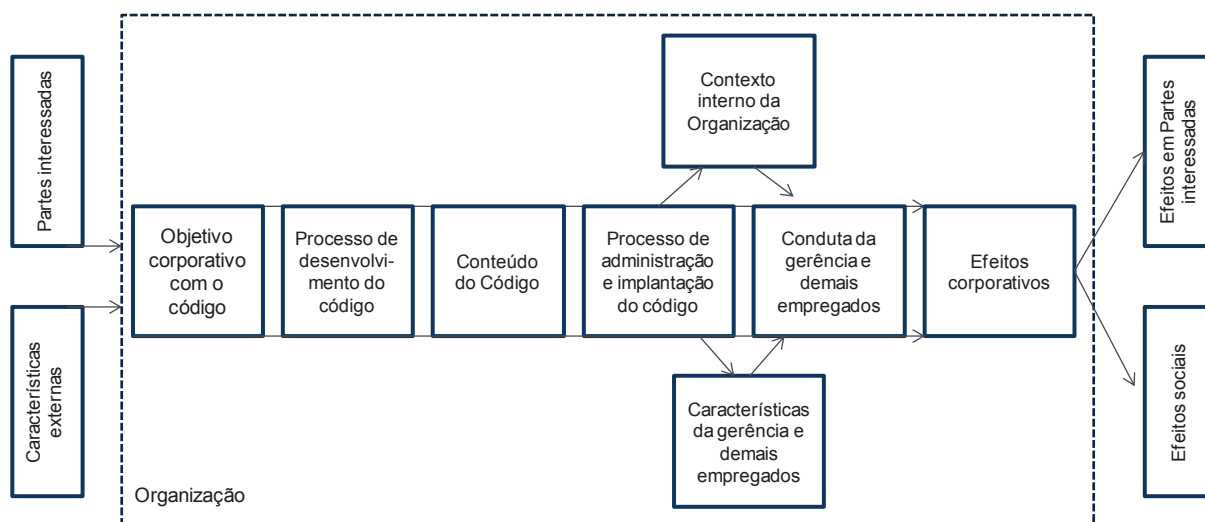 Partes interessadas
Características
externas
Contexto
interno da
Organização
Objetivo
corporativo
com o
código
Processo de
desenvolvi-
mento do
código
Conteúdo
do Código
Processo de
administração
e implantação
do código
Conduta da
gerência e
demais
empregados
Efeitos
corporativos
Características
da gerência e
demais
empregados
Organização
Efeitos em Partes
interessadas
Efeitos sociais